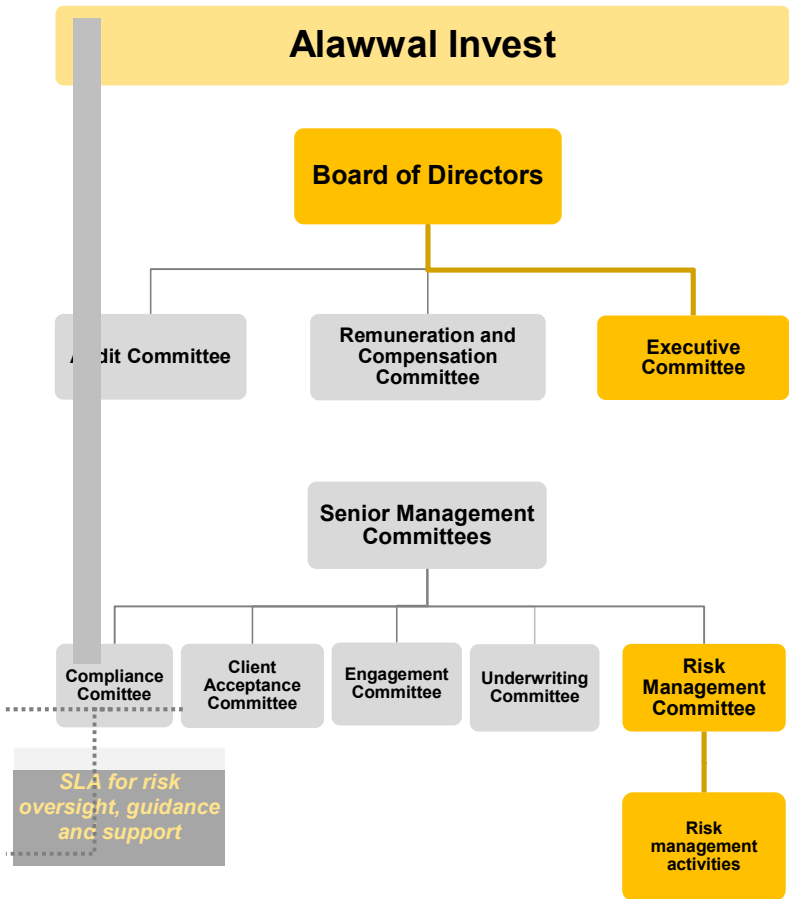 Alawwal Invest
Board of Directors
Audit Committee
Remuneration and
Compensation
Committee
Executive
Committee
Senior Management
Committees
Compliance
Comittee
Client
Acceptance
Committee
Engagement
Committee
Underwriting
Committee
Risk
Management
Committee
SLA for risk
oversight, guidance
and support
Risk
management
activities